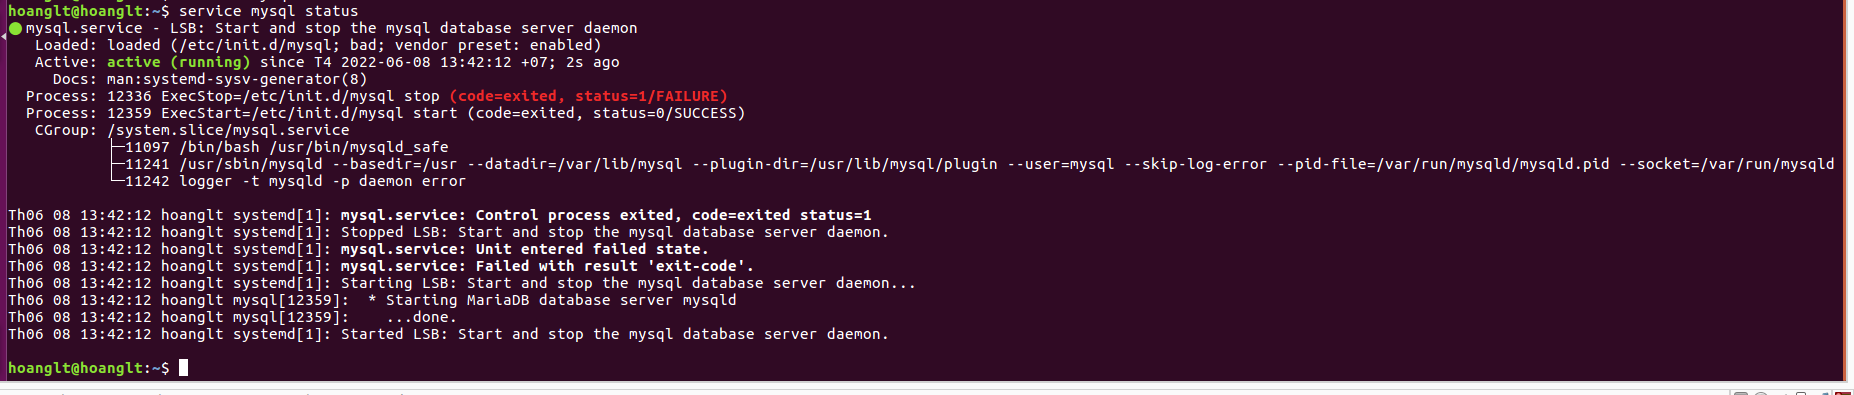 hoanglt@hoanglt:~$ service mysql status
● mysql.service - LSB: Start and stop the mysql database server daemon
   Loaded: loaded (/etc/init.d/mysql; bad; vendor preset: enabled)
   Active: active (running) since T4 2022-06-08 13:42:12 +07; 2s ago
     Docs: man:systemd-sysv-generator(8)
  Process: 12336 ExecStop=/etc/init.d/mysql stop (code=exited, status=1/FAILURE)
  Process: 12359 ExecStart=/etc/init.d/mysql start (code=exited, status=0/SUCCESS)
   CGroup: /system.slice/mysql.service
           ├─11097 /bin/bash /usr/bin/mysqld_safe
           ├─11241 /usr/sbin/mysqld --basedir=/usr --datadir=/var/lib/mysql --plugin-dir=/usr/lib/mysql/plugin --user=mysql --skip-log-error --pid-file=/var/run/mysqld/mysqld.pid --socket=/var/run/mysqld
           └─11242 logger -t mysqld -p daemon error

Th06 08 13:42:12 hoanglt systemd[1]: mysql.service: Control process exited, code=exited status=1
Th06 08 13:42:12 hoanglt systemd[1]: Stopped LSB: Start and stop the mysql database server daemon.
Th06 08 13:42:12 hoanglt systemd[1]: mysql.service: Unit entered failed state.
Th06 08 13:42:12 hoanglt systemd[1]: mysql.service: Failed with result 'exit-code'.
Th06 08 13:42:12 hoanglt systemd[1]: Starting LSB: Start and stop the mysql database server daemon...
Th06 08 13:42:12 hoanglt mysql[12359]:  * Starting MariaDB database server mysqld
Th06 08 13:42:12 hoanglt mysql[12359]:    ...done.
Th06 08 13:42:12 hoanglt systemd[1]: Started LSB: Start and stop the mysql database server daemon.

hoanglt@hoanglt:~$